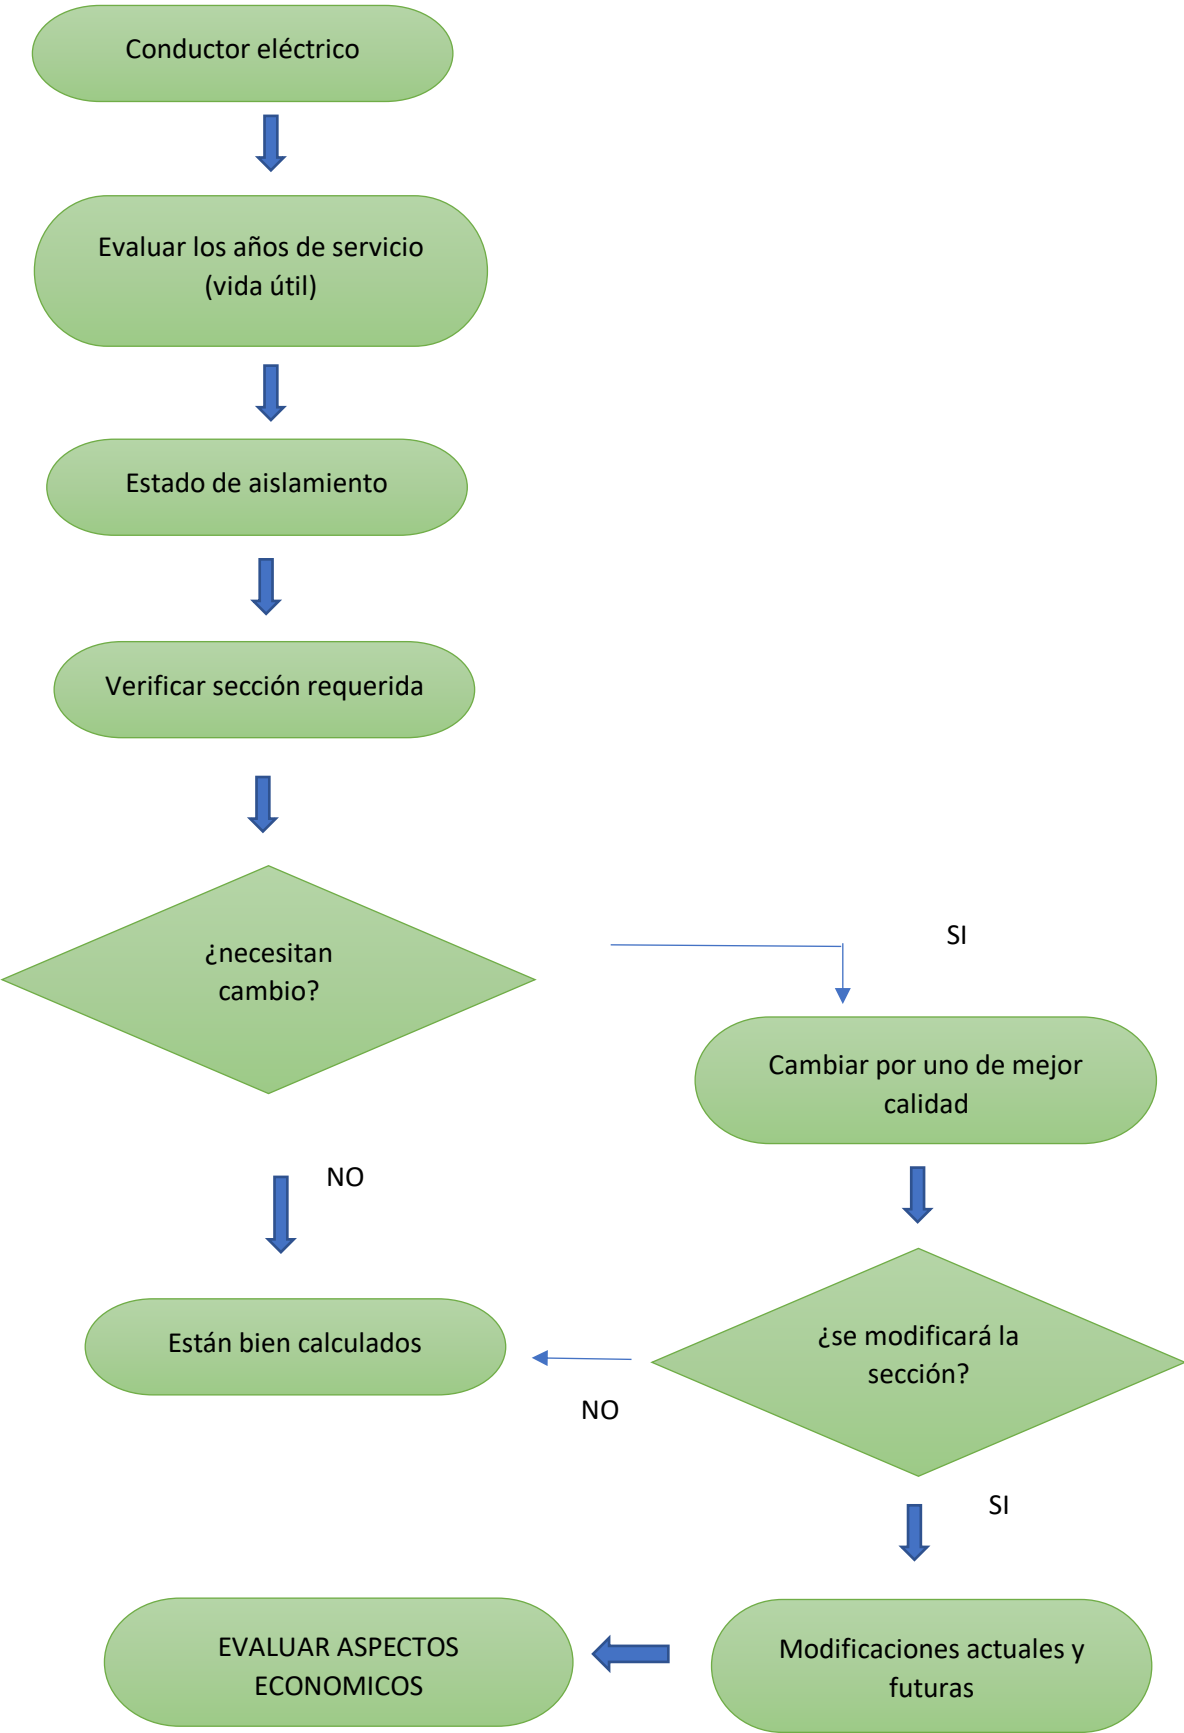 Conductor eléctrico
Evaluar los años de servicio
(vida útil)
Estado de aislamiento
Verificar sección requerida
¿necesitan
cambio?
SI
Cambiar por uno de mejor
calidad
NO
Están bien calculados
¿se modificará la
sección?
NO
SI
Modificaciones actuales y
futuras
EVALUAR ASPECTOS
ECONOMICOS